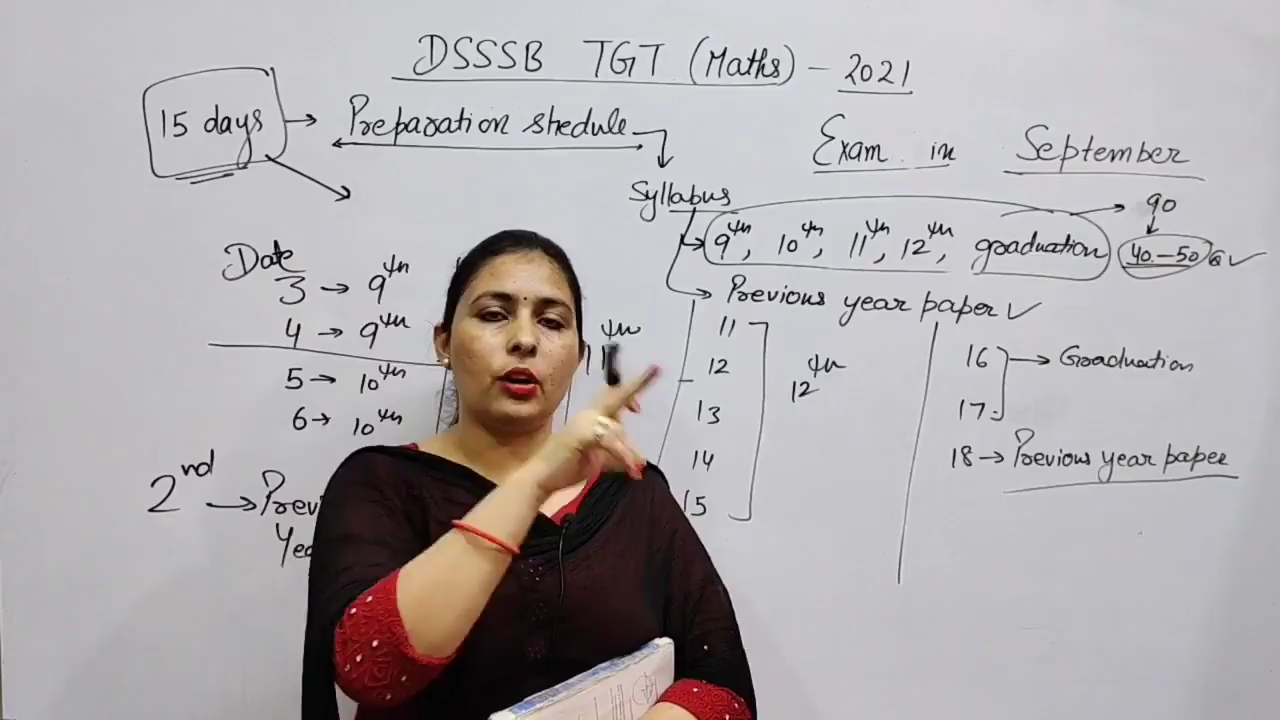 DSSSB TGT (Maths) - 2021
15 days → Preparation shedule
Exam in September
Syllabus
9th, 10th, 11th, 12th, graduation → 90
40-50 Q ✓
Previous year paper ✓
Date
3 → 9th
4 → 9th
5 → 10th
6 → 10th
2nd → 
11th
11
12
13
14
15
12th
16
17
→ Graduation
18 → Previous year paper